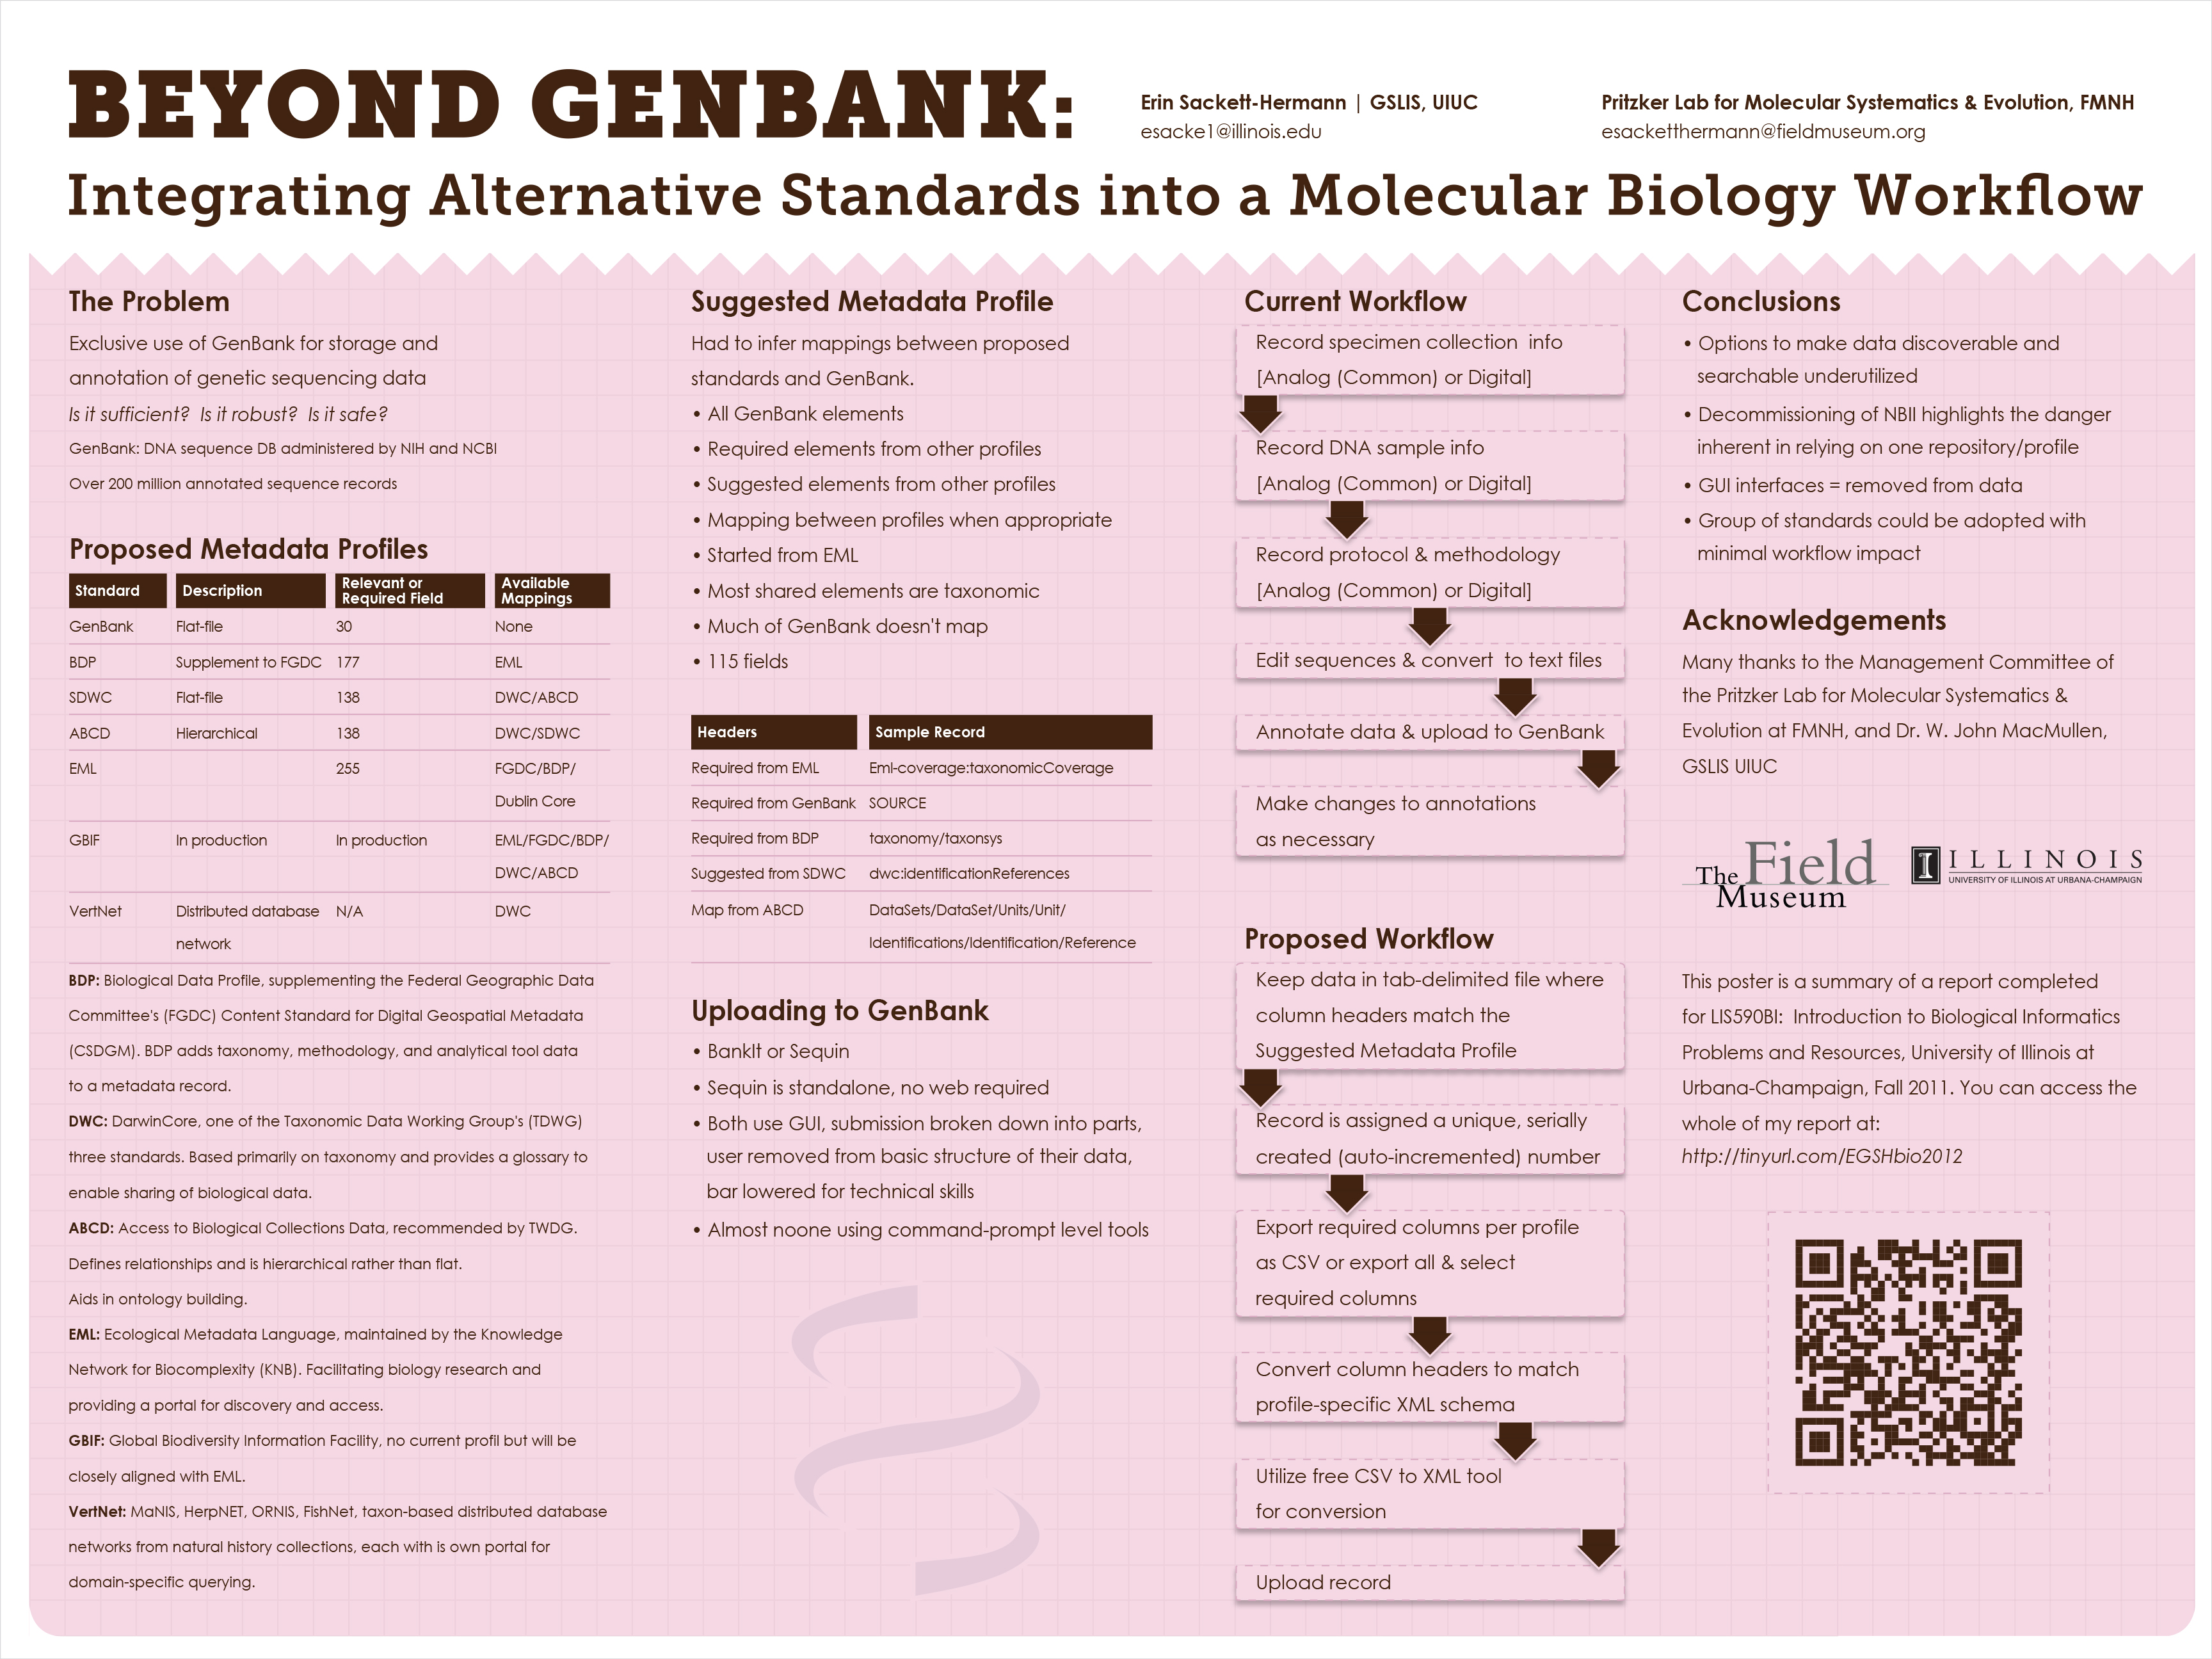 BEYOND GENBANK:
Erin Sackett-Hermann | GSLIS, UIUC
esacke1@illinois.edu
Pritzker Lab for Molecular Systematics & Evolution, FMNH
esacketthermann@fieldmuseum.org
Integrating Alternative Standards into a Molecular Biology Workflow
The Problem
Exclusive use of GenBank for storage and
annotation of genetic sequencing data
Is it sufficient? Is it robust? Is it safe?
GenBank: DNA sequence DB administered by NIH and NCBI
Over 200 million annotated sequence records
Proposed Metadata Profiles
Standard Description Relevant or Required Field Available Mappings
GenBank Flat-file 30 None
BDP Supplement to FGDC 177 EML
SDWC Flat-file 138 DWC/ABCD
ABCD Hierarchical 138 DWC/SDWC
EML 255 FGDC/BDP/
Dublin Core
GBIF In production In production EML/FGDC/BDP/
DWC/ABCD
VertNet Distributed database N/A DWC
network
BDP: Biological Data Profile, supplementing the Federal Geographic Data
Committee's (FGDC) Content Standard for Digital Geospatial Metadata
(CSDGM). BDP adds taxonomy, methodology, and analytical tool data
to a metadata record.
DWC: DarwinCore, one of the Taxonomic Data Working Group's (TDWG)
three standards. Based primarily on taxonomy and provides a glossary to
enable sharing of biological data.
ABCD: Access to Biological Collections Data, recommended by TWDG.
Defines relationships and is hierarchical rather than flat.
Aids in ontology building.
EML: Ecological Metadata Language, maintained by the Knowledge
Network for Biocomplexity (KNB). Facilitating biology research and
providing a portal for discovery and access.
GBIF: Global Biodiversity Information Facility, no current profil but will be
closely aligned with EML.
VertNet: MaNIS, HerpNET, ORNIS, FishNet, taxon-based distributed database
networks from natural history collections, each with is own portal for
domain-specific querying.
Suggested Metadata Profile
Had to infer mappings between proposed
standards and GenBank.
• All GenBank elements
• Required elements from other profiles
• Suggested elements from other profiles
• Mapping between profiles when appropriate
• Started from EML
• Most shared elements are taxonomic
• Much of GenBank doesn't map
• 115 fields
Headers Sample Record
Required from EML Eml-coverage:taxonomicCoverage
Required from GenBank SOURCE
Required from BDP taxonomy/taxonsys
Suggested from SDWC dwc:identificationReferences
Map from ABCD DataSets/DataSet/Units/Unit/
Identifications/Identification/Reference
Uploading to GenBank
• BankIt or Sequin
• Sequin is standalone, no web required
• Both use GUI, submission broken down into parts,
user removed from basic structure of their data,
bar lowered for technical skills
• Almost noone using command-prompt level tools
Current Workflow
Record specimen collection info
[Analog (Common) or Digital]
Record DNA sample info
[Analog (Common) or Digital]
Record protocol & methodology
[Analog (Common) or Digital]
Edit sequences & convert to text files
Annotate data & upload to GenBank
Make changes to annotations
as necessary
Proposed Workflow
Keep data in tab-delimited file where
column headers match the
Suggested Metadata Profile
Record is assigned a unique, serially
created (auto-incremented) number
Export required columns per profile
as CSV or export all & select
required columns
Convert column headers to match
profile-specific XML schema
Utilize free CSV to XML tool
for conversion
Upload record
Conclusions
• Options to make data discoverable and
searchable underutilized
• Decommissioning of NBII highlights the danger
inherent in relying on one repository/profile
• GUI interfaces = removed from data
• Group of standards could be adopted with
minimal workflow impact
Acknowledgements
Many thanks to the Management Committee of
the Pritzker Lab for Molecular Systematics &
Evolution at FMNH, and Dr. W. John MacMullen,
GSLIS UIUC
The Field
Museum
I ILLINOIS
UNIVERSITY OF ILLINOIS AT URBANA-CHAMPAIGN
This poster is a summary of a report completed
for LIS590BI: Introduction to Biological Informatics
Problems and Resources, University of Illinois at
Urbana-Champaign, Fall 2011. You can access the
whole of my report at:
http://tinyurl.com/EGSHbio2012